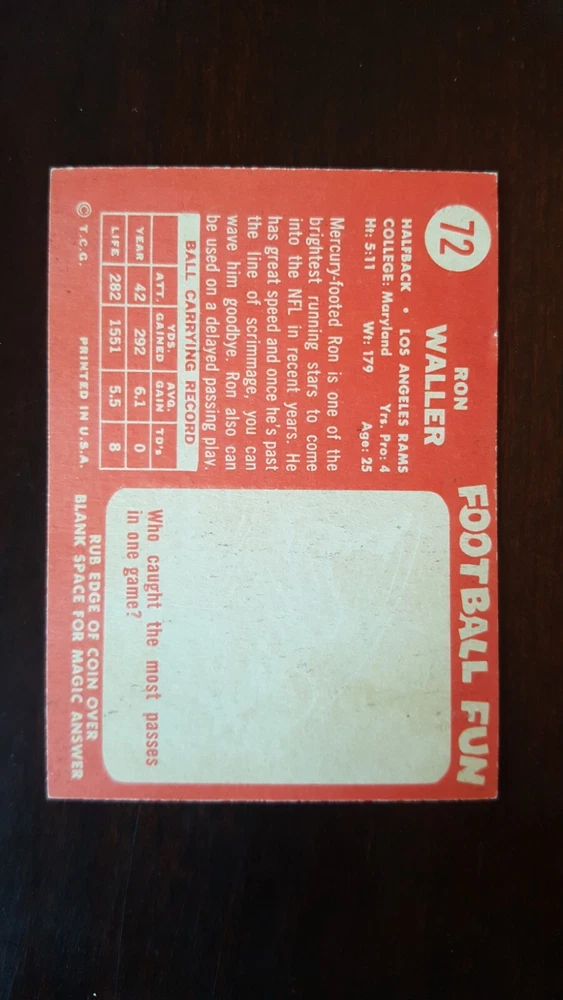 72
RON
WALLER
HALFBACK • LOS ANGELES RAMS
COLLEGE: Maryland Yrs. Pro: 4
Ht: 5:11 Wt: 179 Age: 25
Mercury-footed Ron is one of the
brightest running stars to come
into the NFL in recent years. He
has great speed and once he's past
the line of scrimmage, you can
wave him goodbye. Ron also can
be used on a delayed passing play.
BALL CARRYING RECORD
ATT. YDS. GAINED AVG. GAIN TD's
YEAR 42 292 6.1 0
LIFE 282 1551 5.5 8
© T.C.G. PRINTED IN U.S.A.
FOOTBALL FUN
Who caught the most passes
in one game?
RUB EDGE OF COIN OVER
BLANK SPACE FOR MAGIC ANSWER